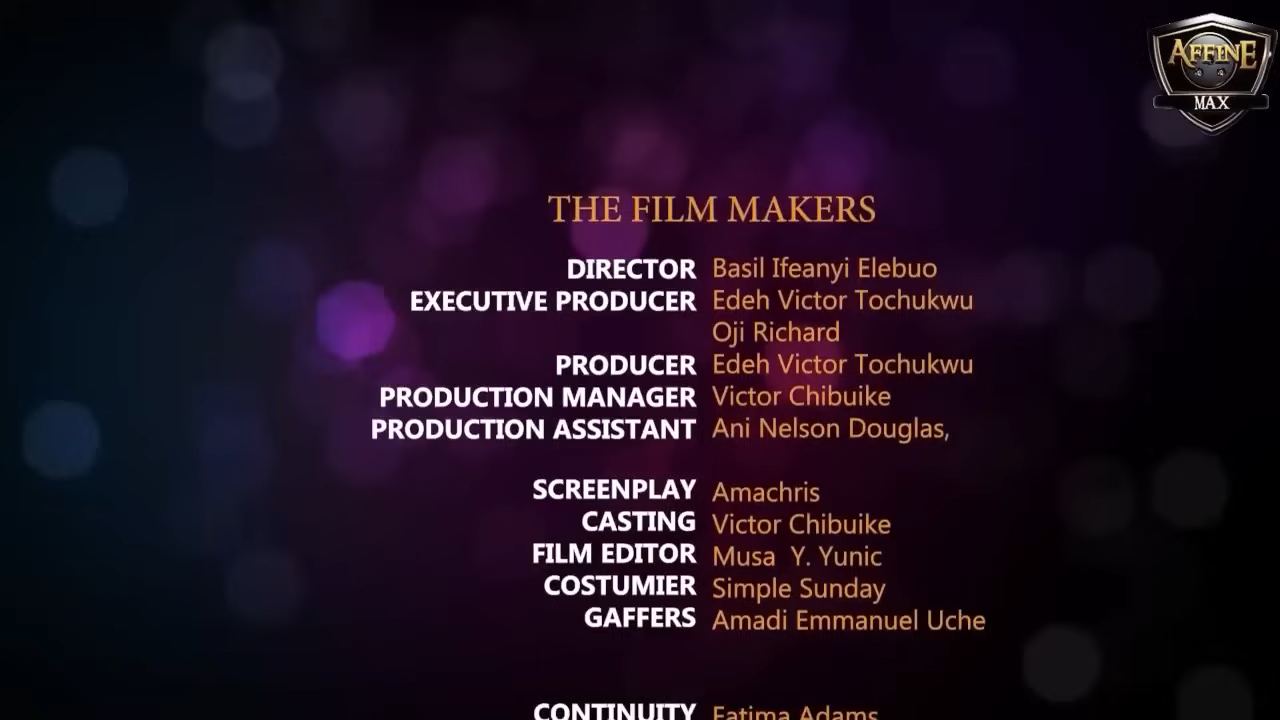 AFFINE
MAX
THE FILM MAKERS
DIRECTOR Basil Ifeanyi Elebuo
EXECUTIVE PRODUCER Edeh Victor Tochukwu
Oji Richard
PRODUCER Edeh Victor Tochukwu
PRODUCTION MANAGER Victor Chibuike
PRODUCTION ASSISTANT Ani Nelson Douglas,
SCREENPLAY Amachris
CASTING Victor Chibuike
FILM EDITOR Musa Y. Yunic
COSTUMIER Simple Sunday
GAFFERS Amadi Emmanuel Uche
CONTINUITY Fatima Adams